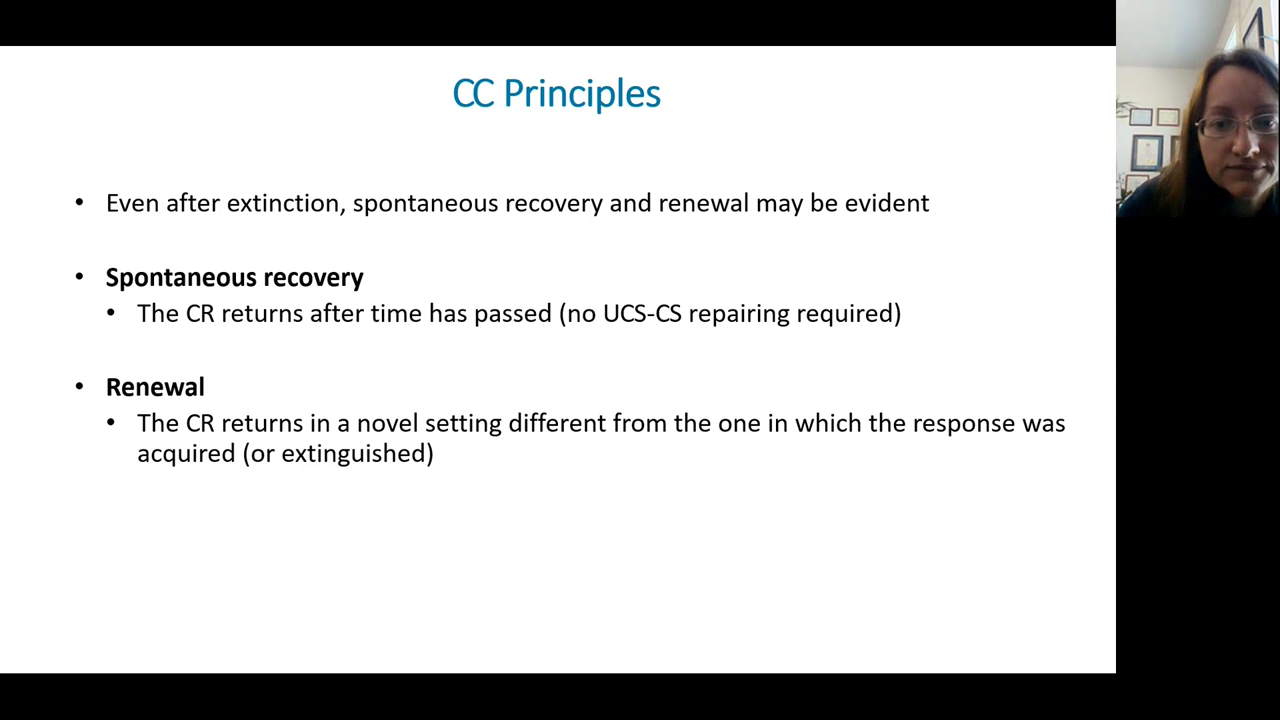 CC Principles
• Even after extinction, spontaneous recovery and renewal may be evident
• Spontaneous recovery
• The CR returns after time has passed (no UCS-CS repairing required)
• Renewal
• The CR returns in a novel setting different from the one in which the response was
acquired (or extinguished)